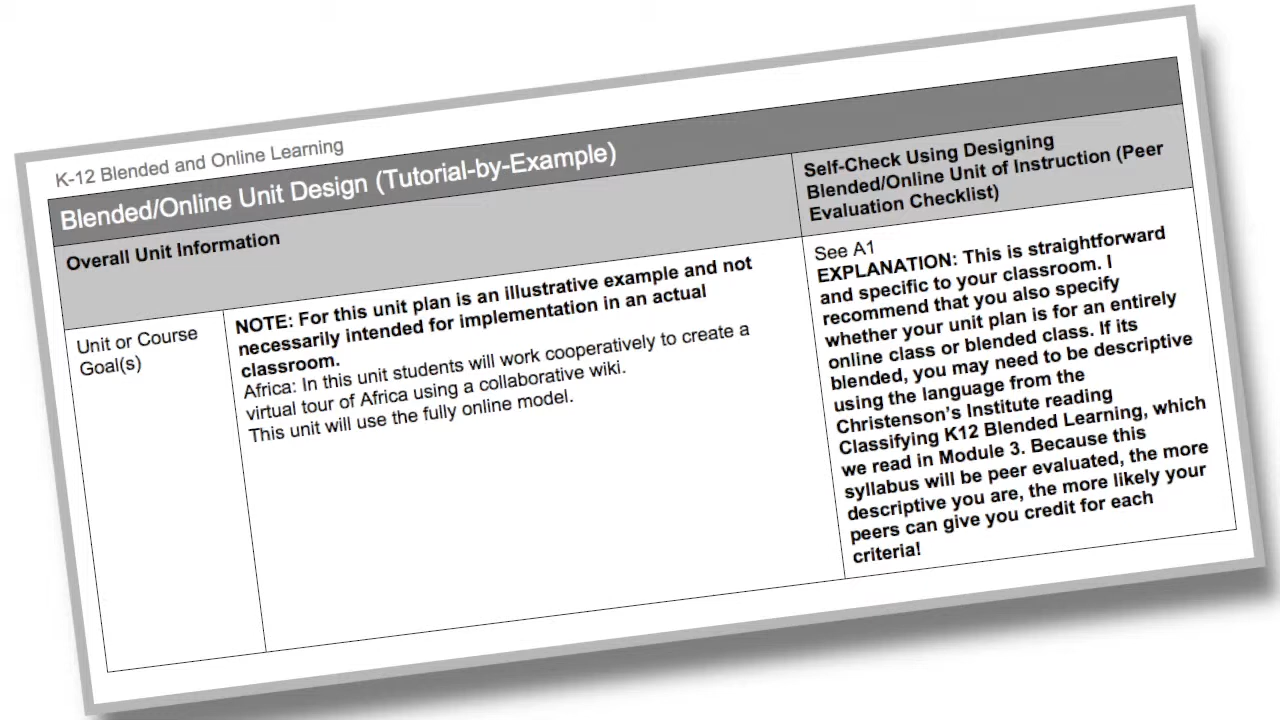 K-12 Blended and Online Learning
Blended/Online Unit Design (Tutorial-by-Example)
Overall Unit Information
Self-Check Using Designing
Blended/Online Unit of Instruction (Peer
Evaluation Checklist)
Unit or Course
Goal(s)
NOTE: For this unit plan is an illustrative example and not
necessarily intended for implementation in an actual
classroom.
Africa: In this unit students will work cooperatively to create a
virtual tour of Africa using a collaborative wiki.
This unit will use the fully online model.
See A1
EXPLANATION: This is straightforward
and specific to your classroom. I
recommend that you also specify
whether your unit plan is for an entirely
online class or blended class. If its
blended, you may need to be descriptive
using the language from the
Christenson's Institute reading
Classifying K12 Blended Learning, which
we read in Module 3. Because this
syllabus will be peer evaluated, the more
descriptive you are, the more likely your
peers can give you credit for each
criteria!